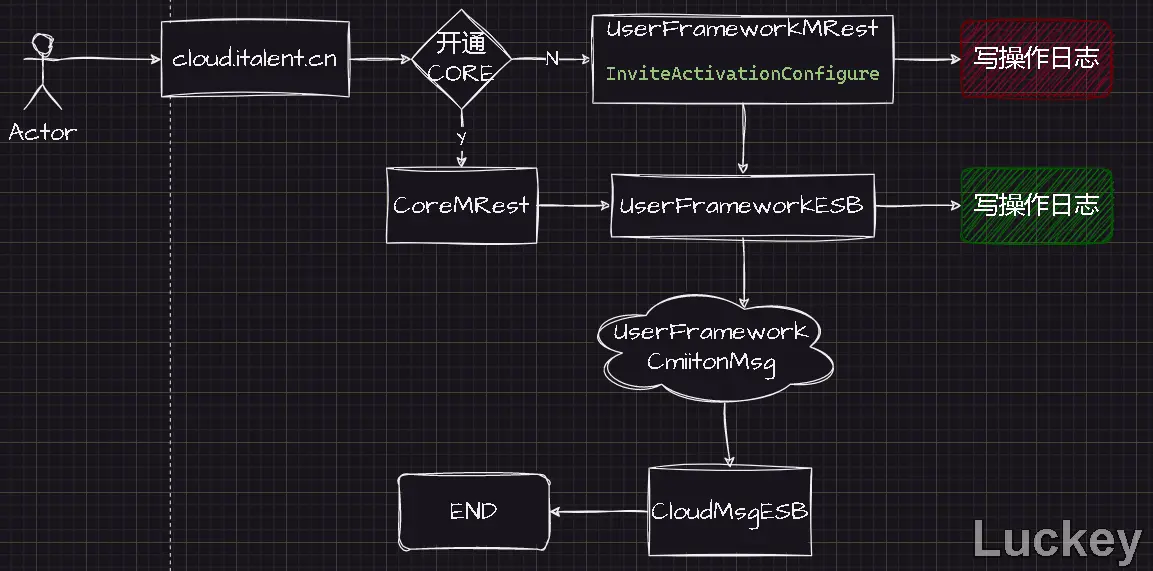 Actor
cloud.italent.cn
开通
CORE
N
UserFrameworkMRest
InviteActivationConfigure
写操作日志
y
CoreMRest
UserFrameworkESB
写操作日志
UserFramework
CmiitonMsg
CloudMsgESB
END
Luckey